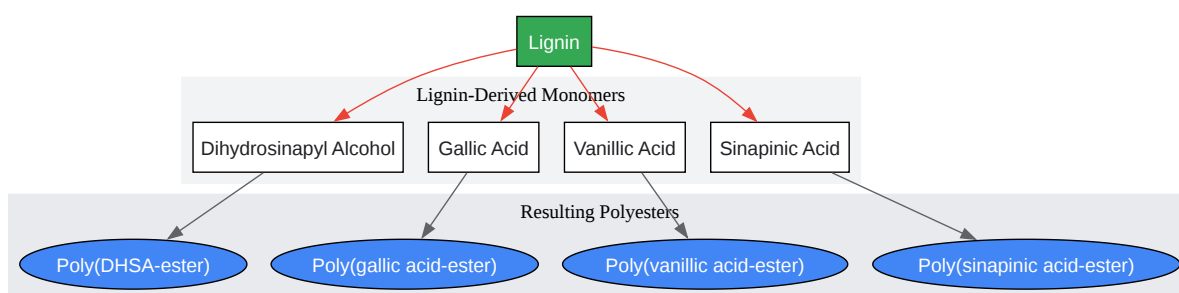 Lignin
Lignin-Derived Monomers
Dihydrosinapyl Alcohol
Gallic Acid
Vanillic Acid
Sinapinic Acid
Resulting Polyesters
Poly(DHSA-ester)
Poly(gallic acid-ester)
Poly(vanillic acid-ester)
Poly(sinapinic acid-ester)